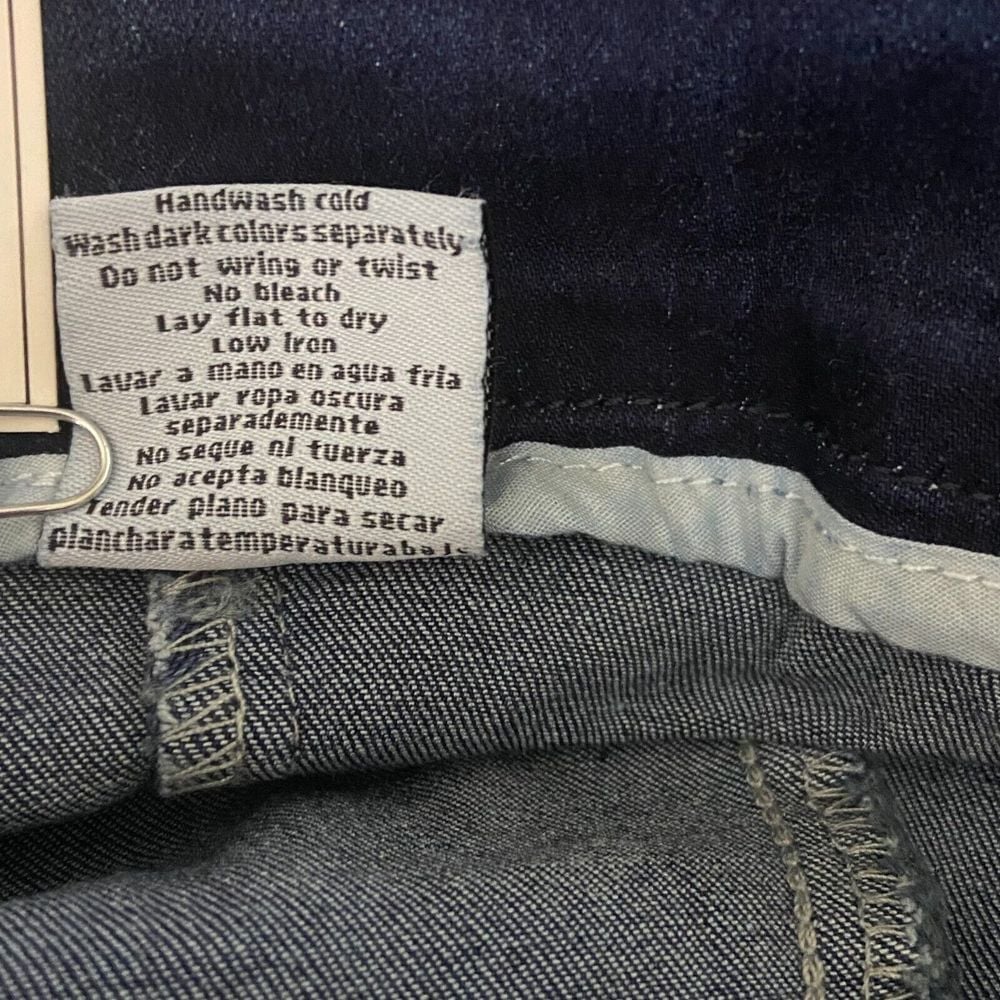 Handwash cold
Wash dark colors separately
Do not wring or twist
No bleach
Lay flat to dry
Low iron
Lavar a mano en agua fria
Lavar ropa oscura
separademente
No seque ni tuerza
No acepta blanqueo
Tender plano para secar
plancharatemperaturabaja